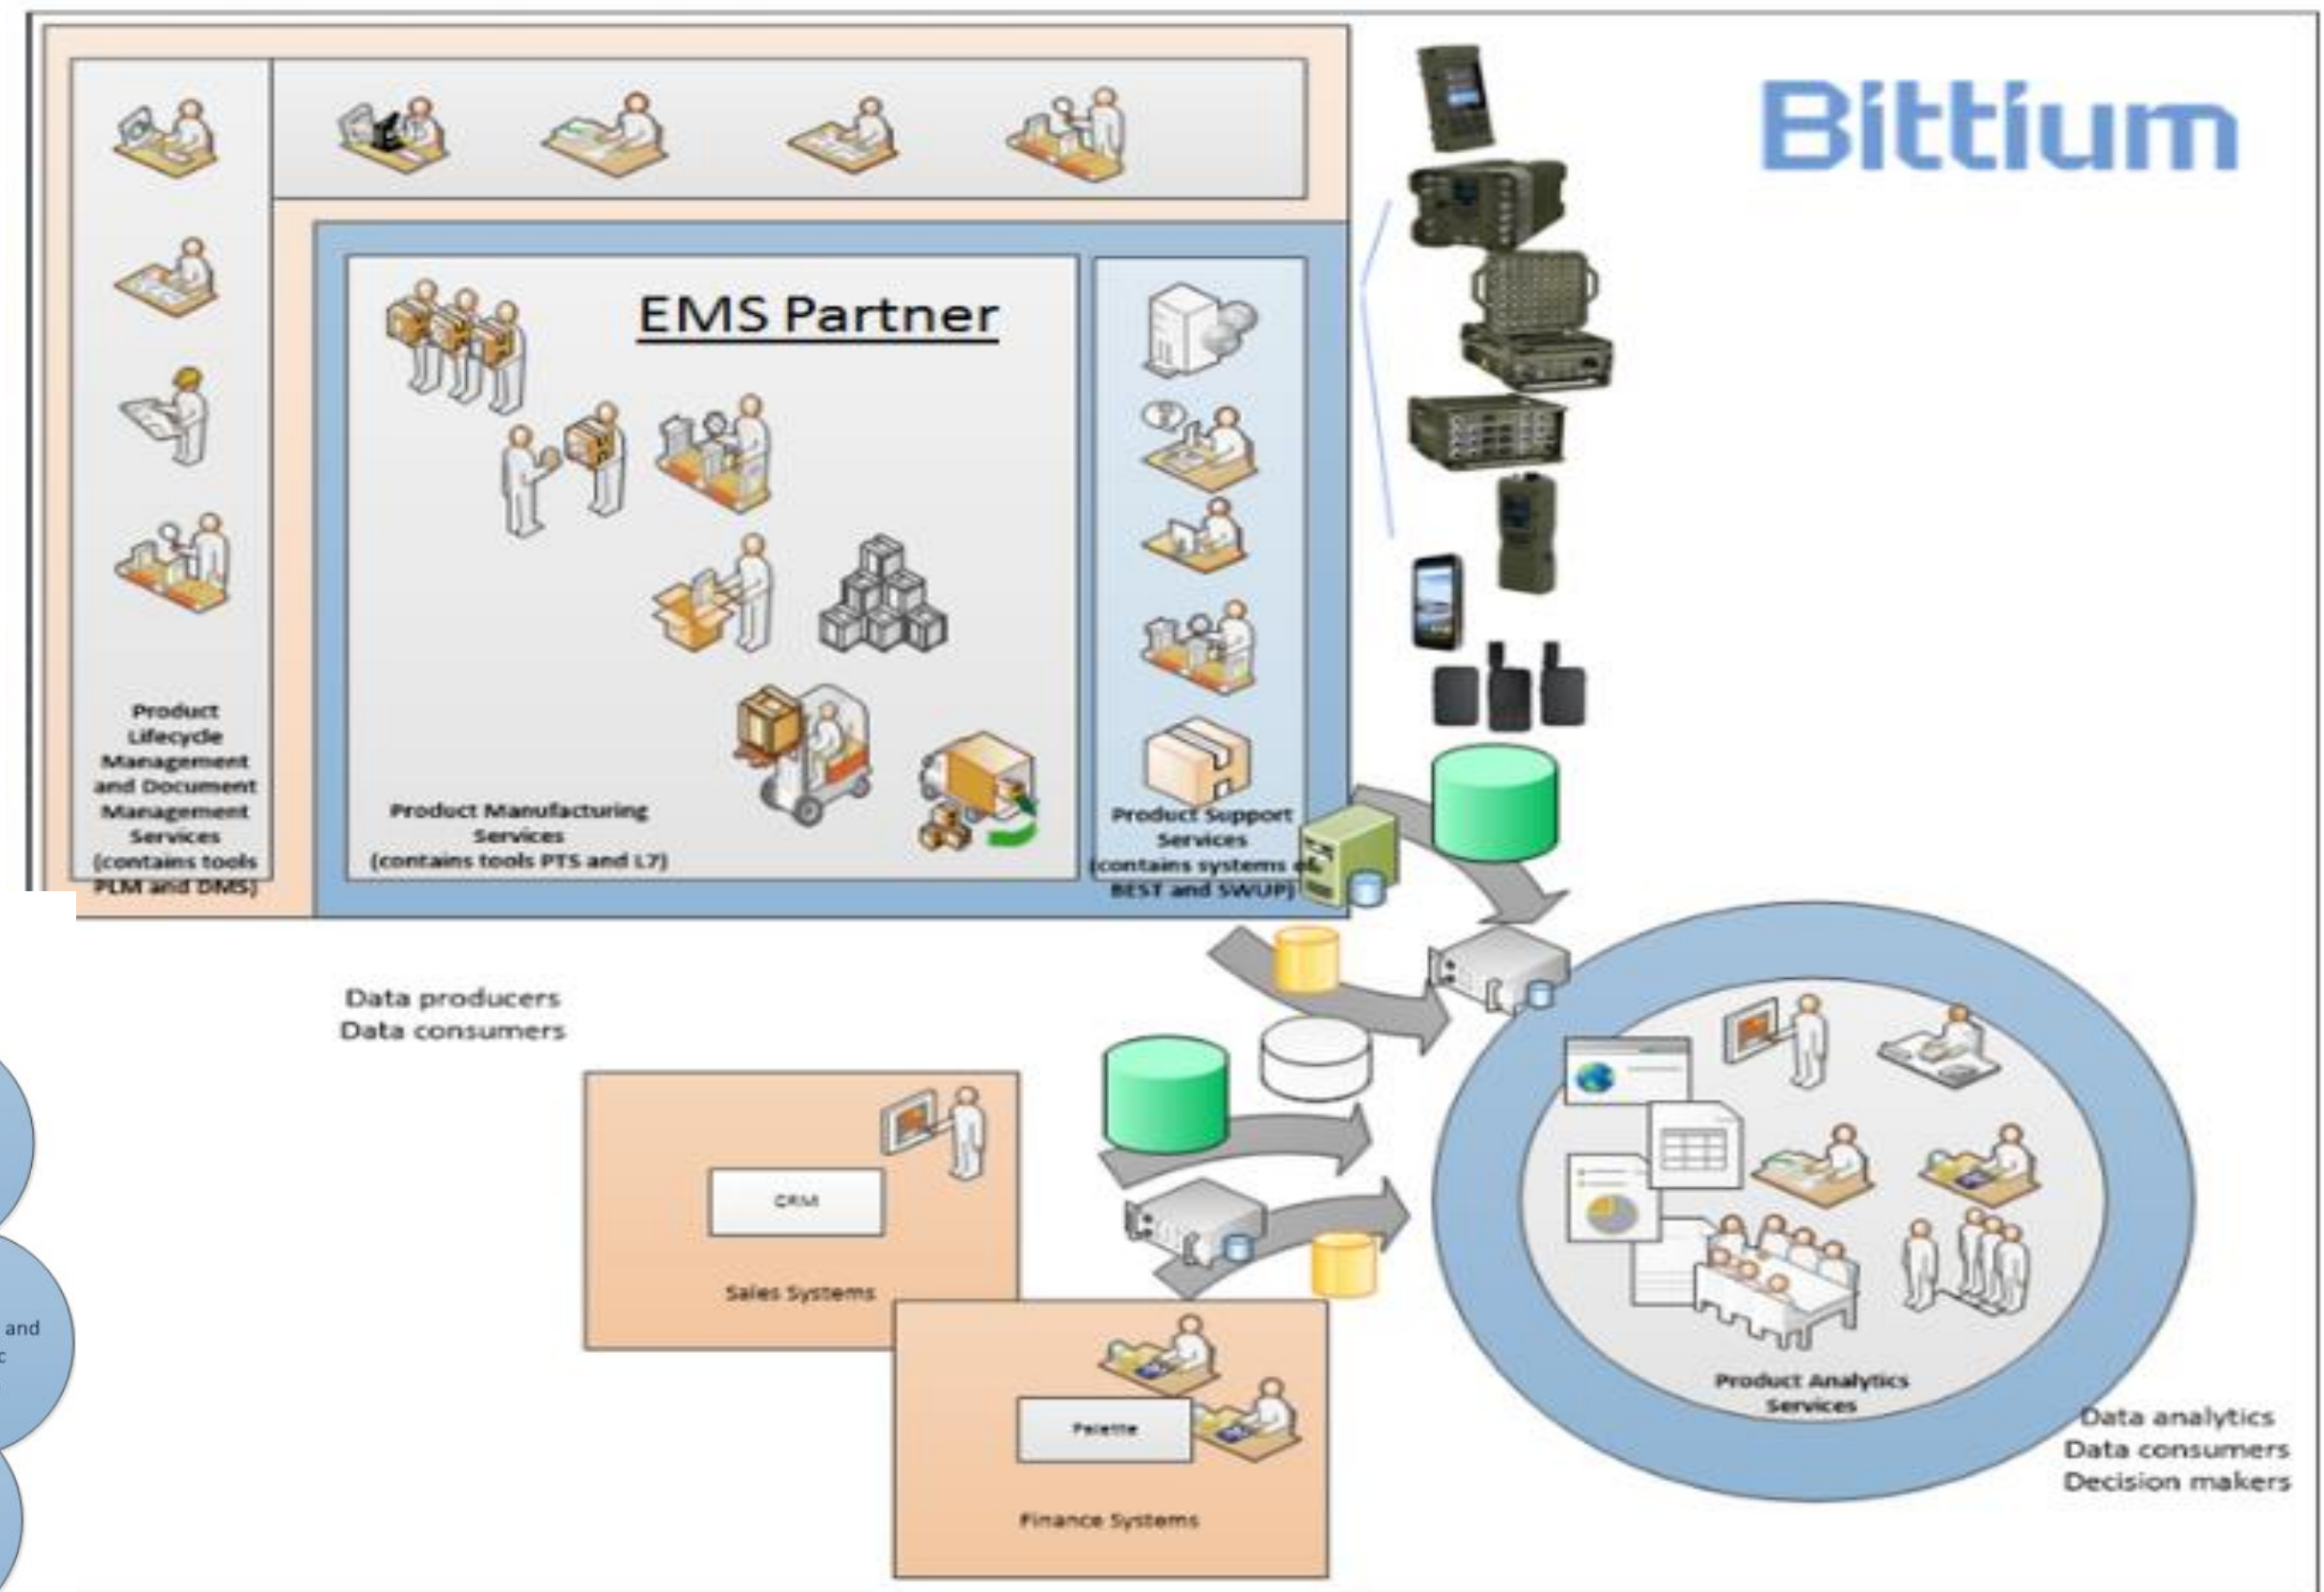 Bittium
EMS Partner
Product
Lifecycle
Management
and Document
Management
Services
(contains tools
PLM and DMS)
Product Manufacturing
Services
(contains tools PTS and L7)
Product Support
Services
(contains systems of
BEST and SWUP)
Data producers
Data consumers
CRM
Sales Systems
Palette
Finance Systems
Product Analytics
Services
Data analytics
Data consumers
Decision makers
and
c